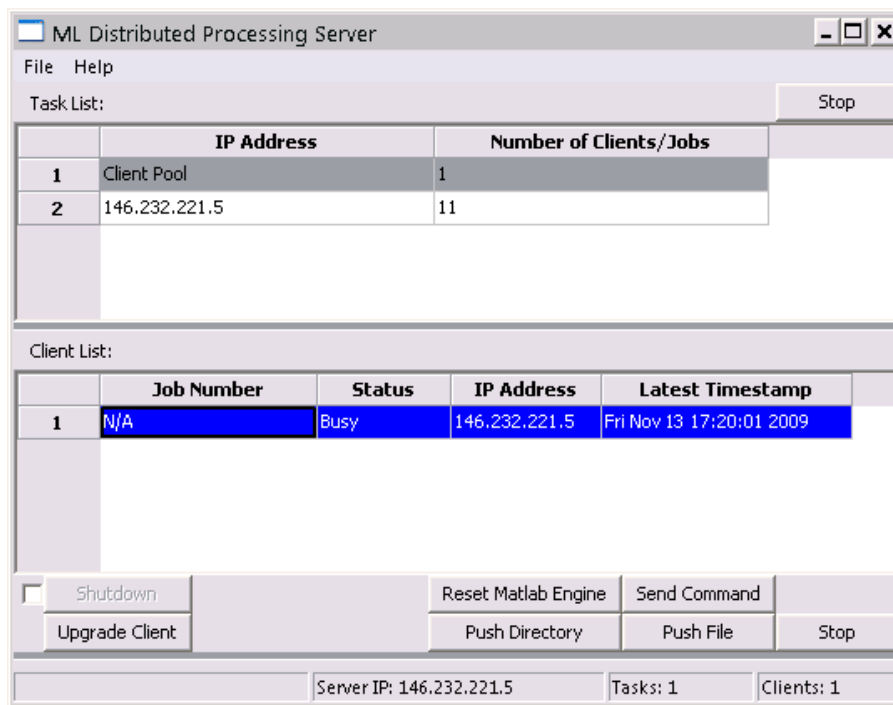 ML Distributed Processing Server
File Help
Task List: Stop
IP Address Number of Clients/Jobs
1 Client Pool 1
2 146.232.221.5 11
Client List:
Job Number Status IP Address Latest Timestamp
1 N/A Busy 146.232.221.5 Fri Nov 13 17:20:01 2009
Shutdown Reset Matlab Engine Send Command
Upgrade Client Push Directory Push File Stop
Server IP: 146.232.221.5 Tasks: 1 Clients: 1